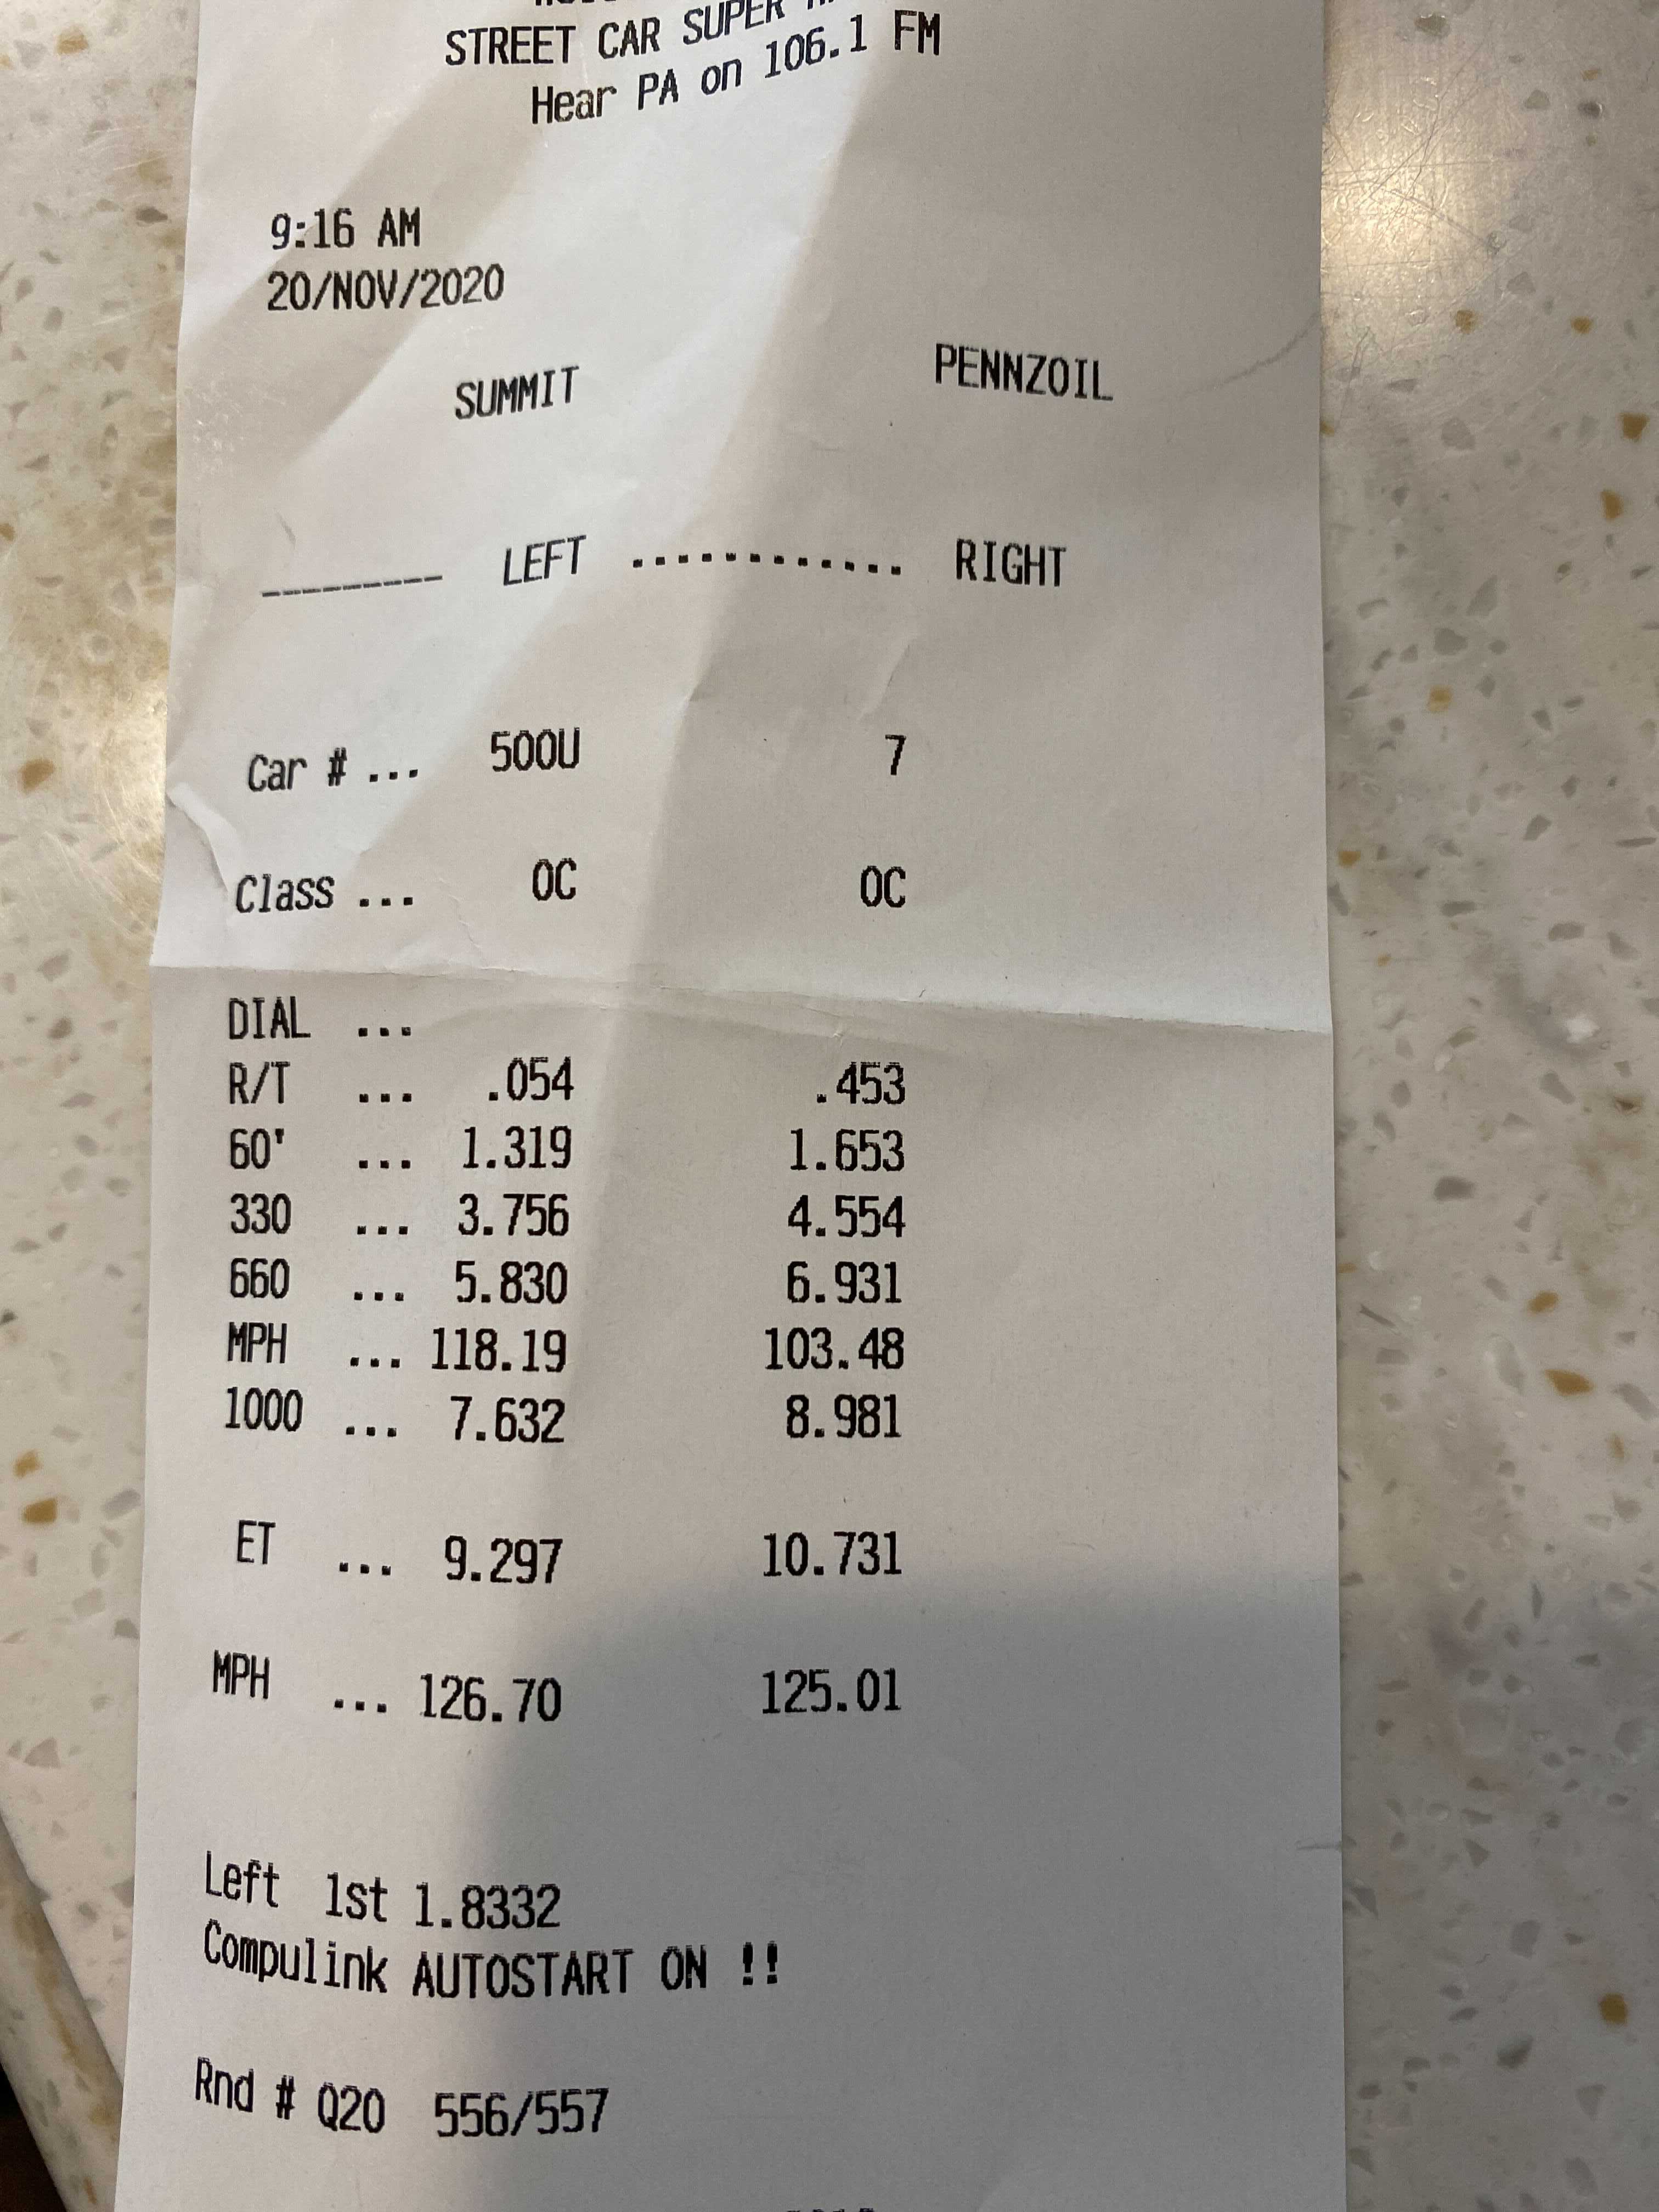 STREET CAR SUPER
Hear PA on 106.1 FM
9:16 AM
20/NOV/2020
SUMMIT PENNZOIL
_________ LEFT ............ RIGHT
Car # ... 500U 7
Class ... OC OC
DIAL ...
R/T ... .054 .453
60' ... 1.319 1.653
330 ... 3.756 4.554
660 ... 5.830 6.931
MPH ... 118.19 103.48
1000 ... 7.632 8.981
ET ... 9.297 10.731
MPH ... 126.70 125.01
Left 1st 1.8332
Compulink AUTOSTART ON !!
Rnd # Q20 556/557